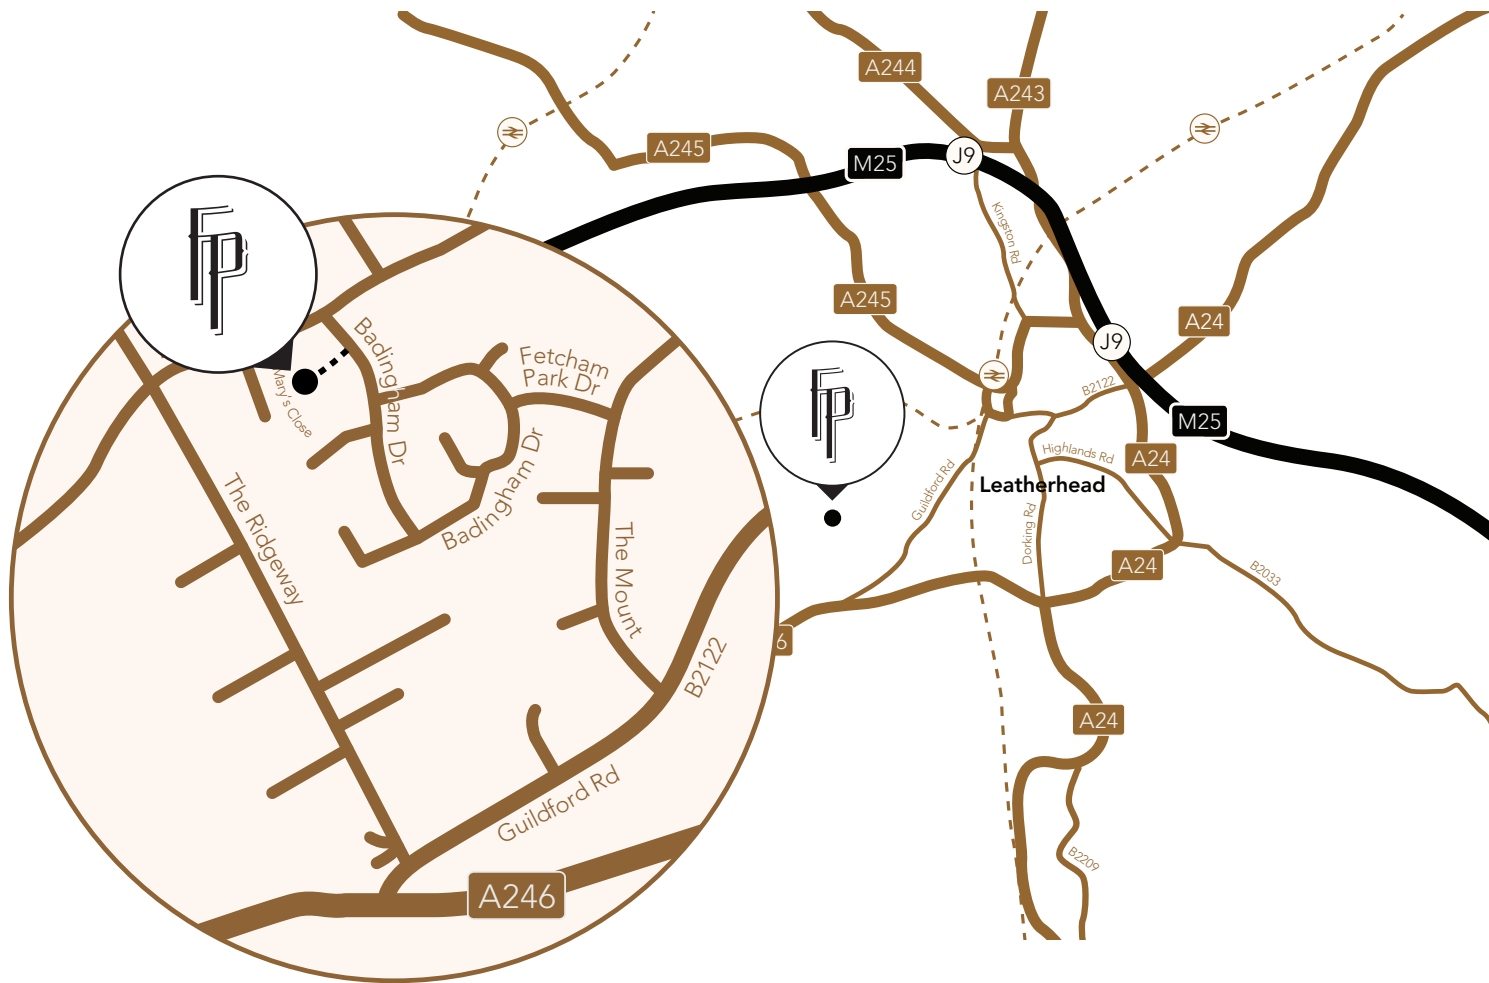 A244
A243
A245
M25
J9
Kingston Rd
A245
A24
J9
B2122
M25
Highlands Rd
A24
Leatherhead
Guildford Rd
Dorking Rd
A24
B2033
6
A24
B2209
FP
FP
Badingham Dr
Fetcham
Park Dr
Mary's Close
Badingham Dr
The Ridgeway
The Mount
B2122
Guildford Rd
A246